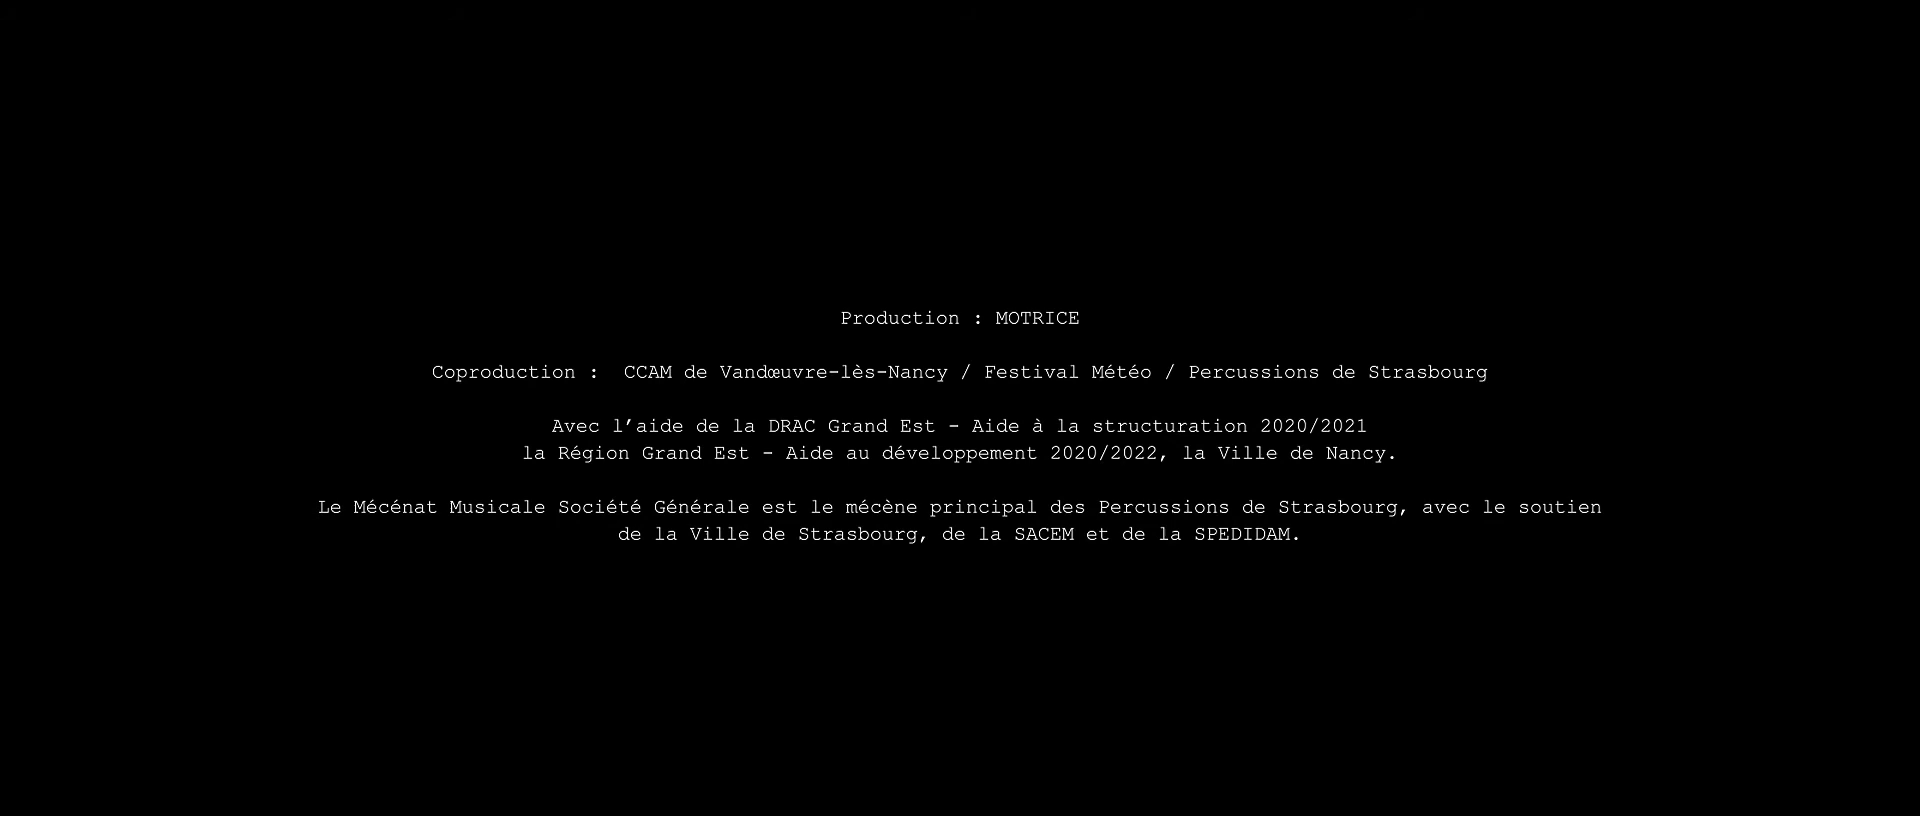 Production : MOTRICE
Coproduction :  CCAM de Vandœuvre-lès-Nancy / Festival Météo / Percussions de Strasbourg
Avec l’aide de la DRAC Grand Est - Aide à la structuration 2020/2021
la Région Grand Est - Aide au développement 2020/2022, la Ville de Nancy.
Le Mécénat Musicale Société Générale est le mécène principal des Percussions de Strasbourg, avec le soutien
de la Ville de Strasbourg, de la SACEM et de la SPEDIDAM.